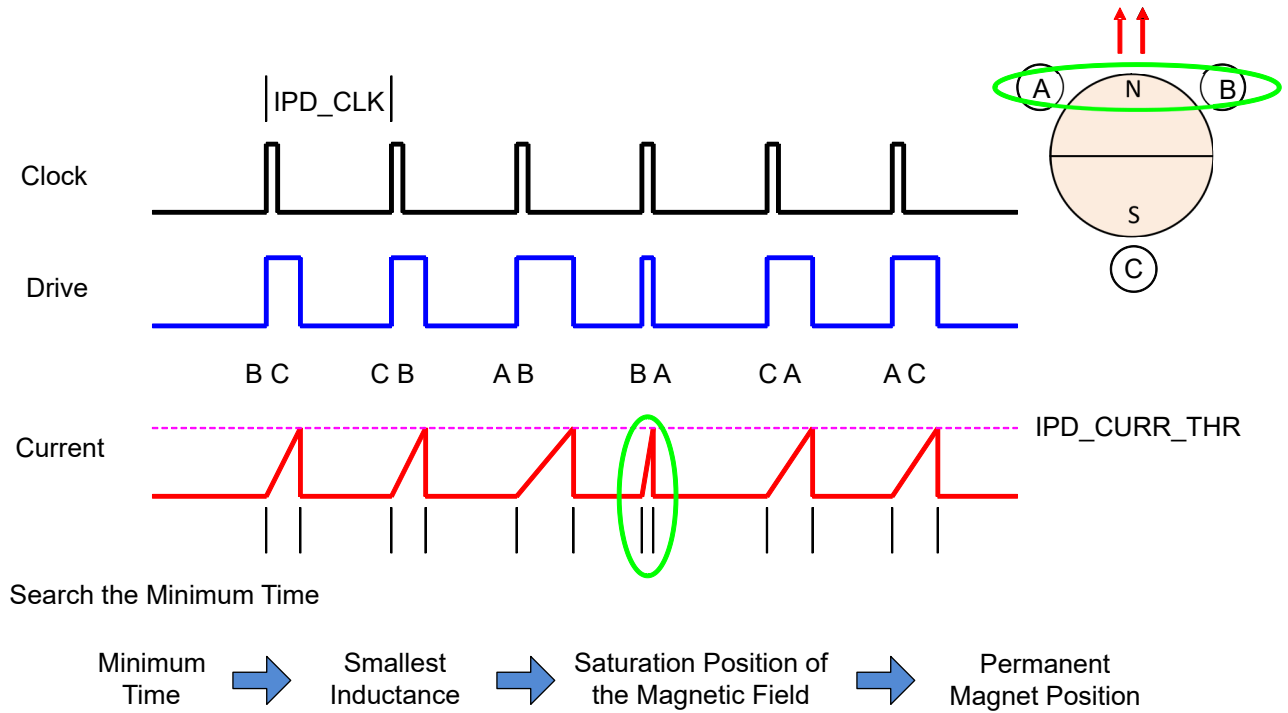 IPD_CLK
A
N
B
Clock
S
C
Drive
B C
C B
A B
B A
C A
A C
IPD_CURR_THR
Current
Search the Minimum Time
Minimum
Time
Smallest
Inductance
Saturation Position of
the Magnetic Field
Permanent
Magnet Position